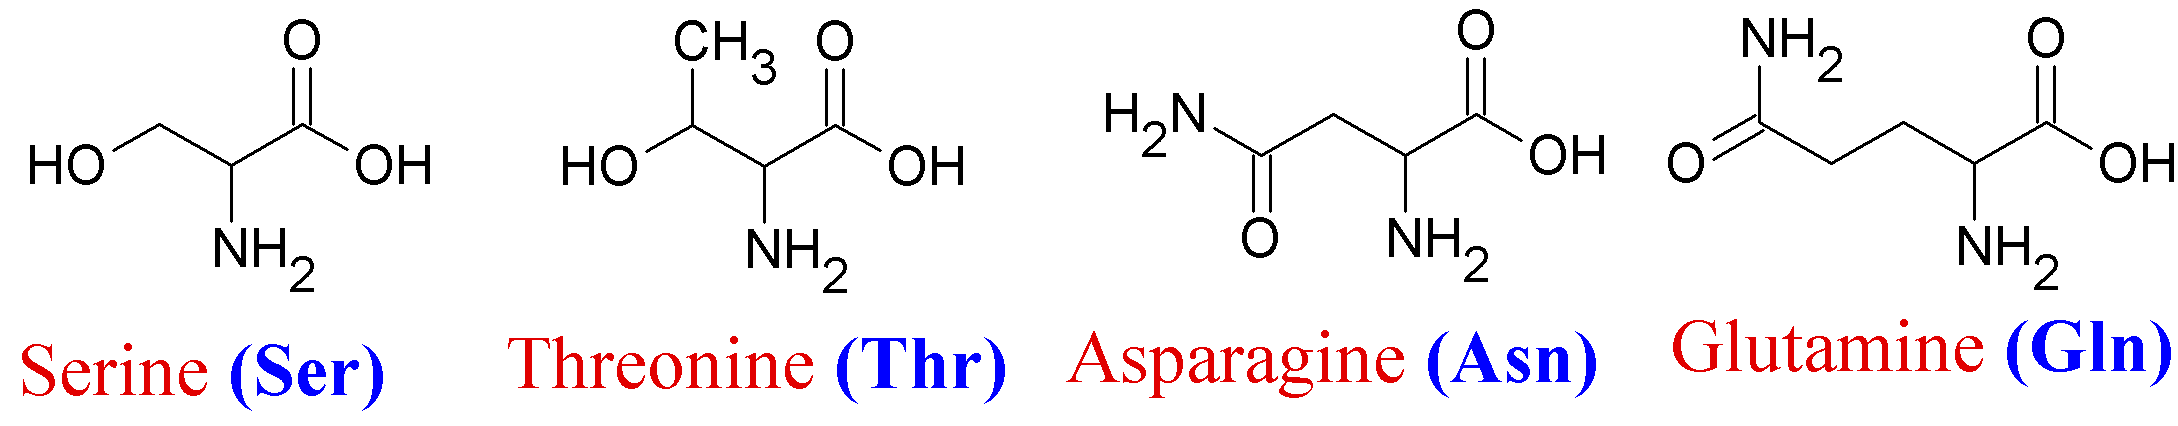 O CH₃ O O NH₂ O
HO OH HO OH H₂N OH O OH
NH₂ NH₂ O NH₂ NH₂
Serine (Ser) Threonine (Thr) Asparagine (Asn) Glutamine (Gln)